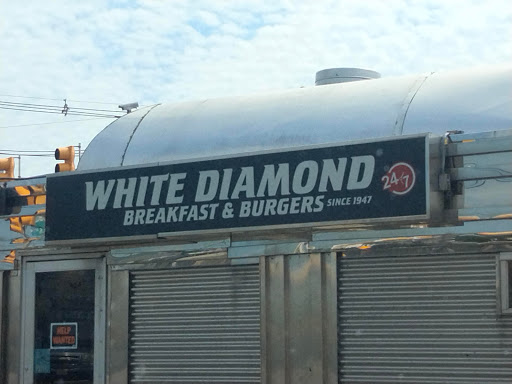 WHITE DIAMOND
24/7
BREAKFAST & BURGERS SINCE 1947
HELP
WANTED